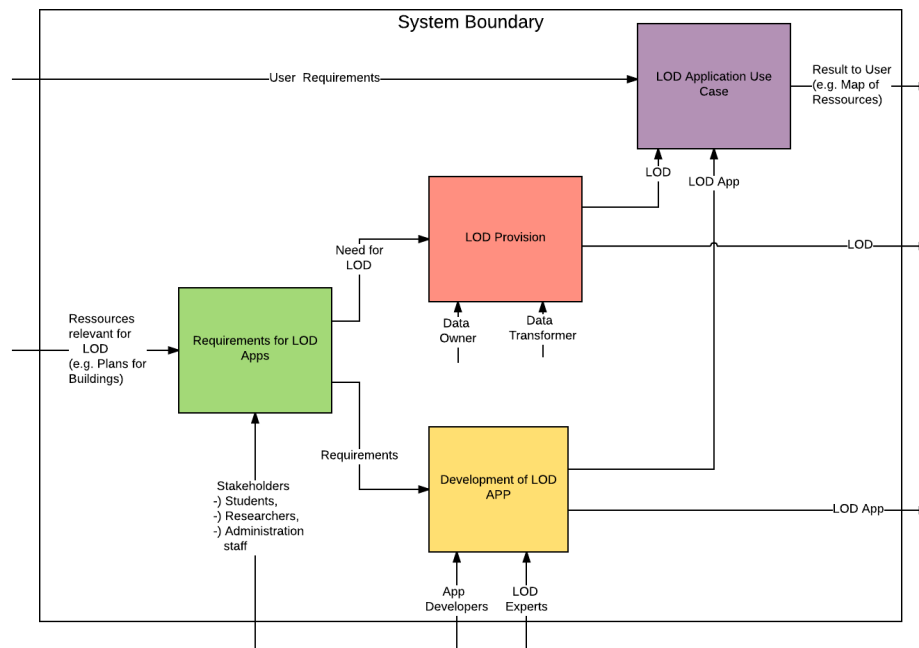 System Boundary
User Requirements
LOD Application Use
Case
Result to User
(e.g. Map of
Ressources)
LOD
LOD App
LOD Provision
Need for
LOD
LOD
Data
Owner
Data
Transformer
Ressources
relevant for
LOD
(e.g. Plans for
Buildings)
Requirements for LOD
Apps
Requirements
Development of LOD
APP
LOD App
Stakeholders
-) Students,
-) Researchers,
-) Administration
staff
App
Developers
LOD
Experts